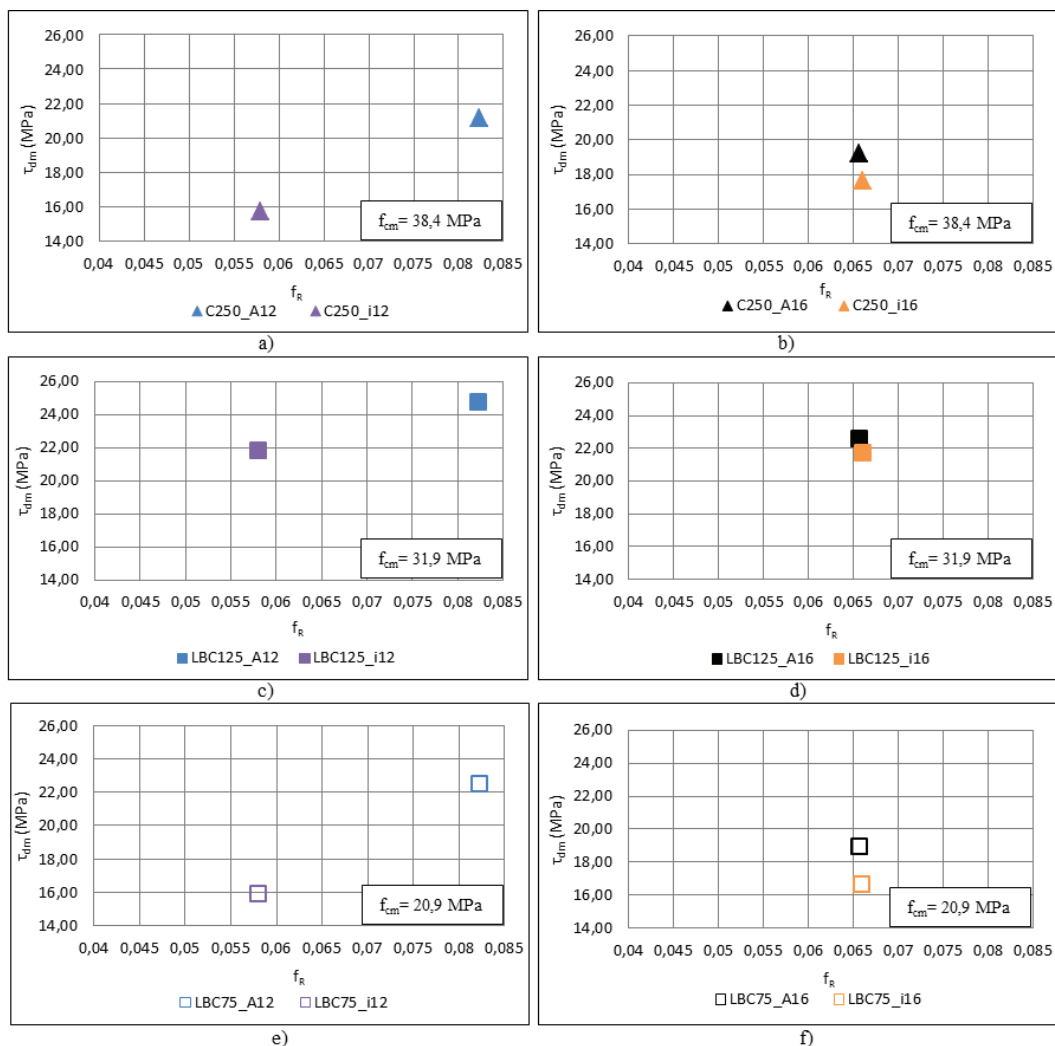 26,00
24,00
22,00
20,00
18,00
16,00
14,00
τdm (MPa)
fcm= 38,4 MPa
0,04 0,045 0,05 0,055 0,06 0,065 0,07 0,075 0,08 0,085
fR
C250_A12 C250_i12
a)
26,00
24,00
22,00
20,00
18,00
16,00
14,00
τdm (MPa)
fcm= 38,4 MPa
0,04 0,045 0,05 0,055 0,06 0,065 0,07 0,075 0,08 0,085
fR
C250_A16 C250_i16
b)
26,00
24,00
22,00
20,00
18,00
16,00
14,00
τdm (MPa)
fcm= 31,9 MPa
0,04 0,045 0,05 0,055 0,06 0,065 0,07 0,075 0,08 0,085
fR
LBC125_A12 LBC125_i12
c)
26,00
24,00
22,00
20,00
18,00
16,00
14,00
τdm (MPa)
fcm= 31,9 MPa
0,04 0,045 0,05 0,055 0,06 0,065 0,07 0,075 0,08 0,085
fR
LBC125_A16 LBC125_i16
d)
26,00
24,00
22,00
20,00
18,00
16,00
14,00
τdm (MPa)
fcm= 20,9 MPa
0,04 0,045 0,05 0,055 0,06 0,065 0,07 0,075 0,08 0,085
fR
LBC75_A12 LBC75_i12
e)
26,00
24,00
22,00
20,00
18,00
16,00
14,00
τdm (MPa)
fcm= 20,9 MPa
0,04 0,045 0,05 0,055 0,06 0,065 0,07 0,075 0,08 0,085
fR
LBC75_A16 LBC75_i16
f)